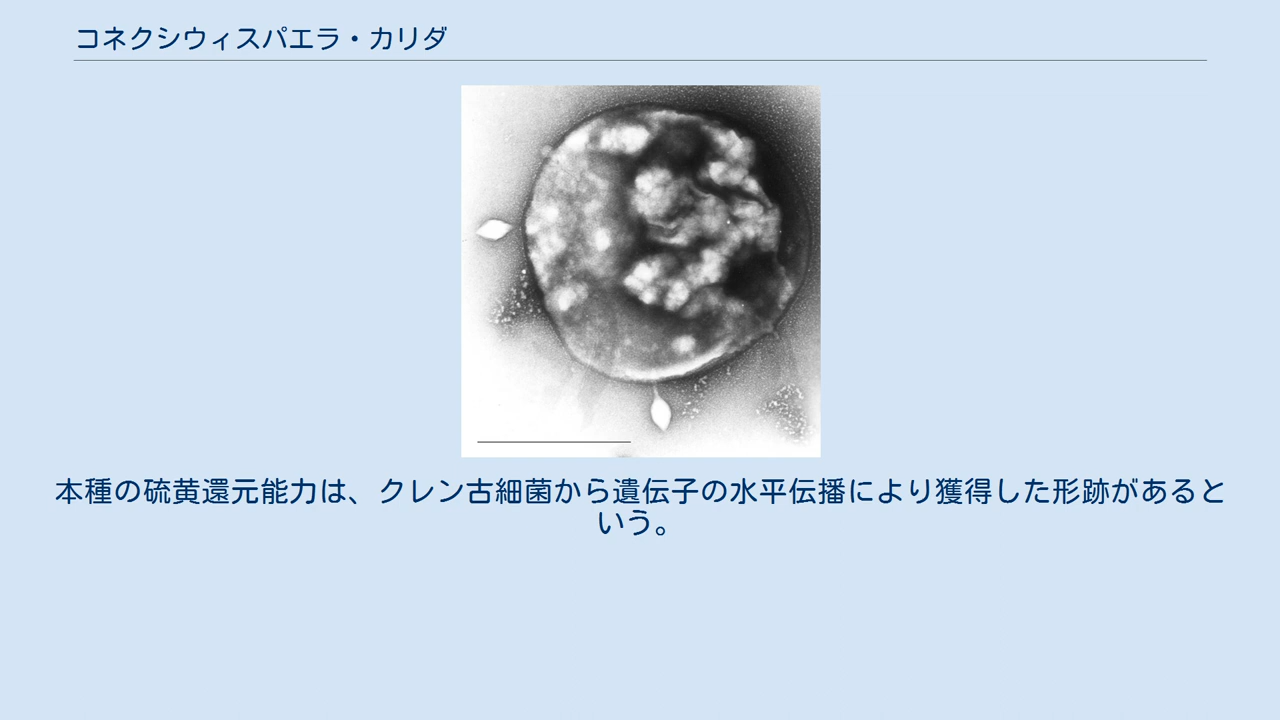 コネクシウィスパエラ・カリダ
本種の硫黄還元能力は、クレン古細菌から遺伝子の水平伝播により獲得した形跡があると
いう。